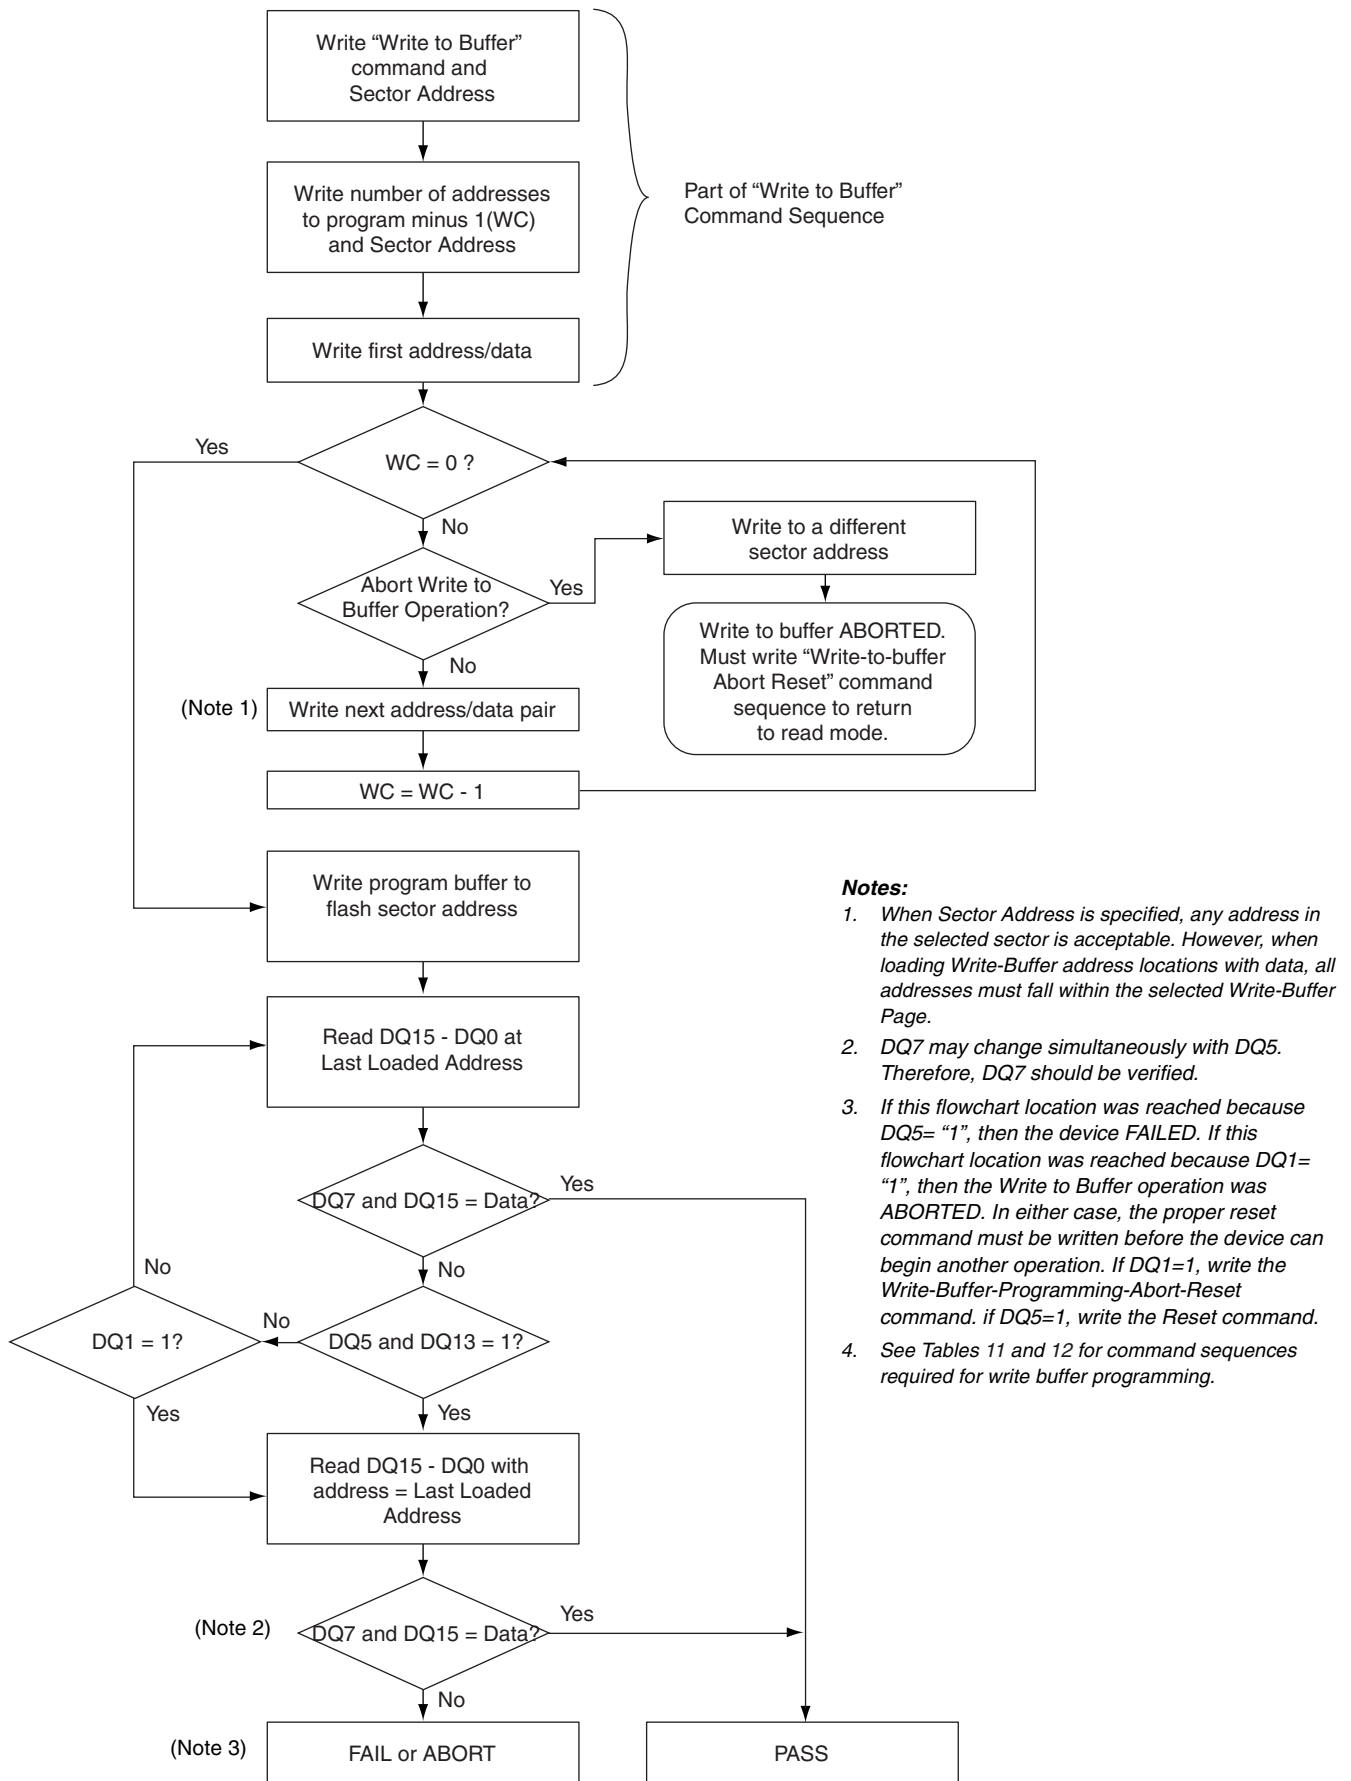 Write “Write to Buffer”
command and
Sector Address
Write number of addresses
to program minus 1(WC)
and Sector Address
Part of “Write to Buffer”
Command Sequence
Write first address/data
Yes
WC = 0 ?
No
Write to a different
sector address
Abort Write to
Buffer Operation?
Yes
Write to buffer ABORTED.
Must write “Write-to-buffer
Abort Reset” command
sequence to return
to read mode.
No
(Note 1)
Write next address/data pair
WC = WC - 1
Write program buffer to
flash sector address
Notes:
1. When Sector Address is specified, any address in
the selected sector is acceptable. However, when
loading Write-Buffer address locations with data, all
addresses must fall within the selected Write-Buffer
Page.
2. DQ7 may change simultaneously with DQ5.
Therefore, DQ7 should be verified.
3. If this flowchart location was reached because
DQ5= “1”, then the device FAILED. If this
flowchart location was reached because DQ1=
“1”, then the Write to Buffer operation was
ABORTED. In either case, the proper reset
command must be written before the device can
begin another operation. If DQ1=1, write the
Write-Buffer-Programming-Abort-Reset
command. if DQ5=1, write the Reset command.
4. See Tables 11 and 12 for command sequences
required for write buffer programming.
Read DQ15 - DQ0 at
Last Loaded Address
DQ7 and DQ15 = Data?
Yes
No
No
DQ1 = 1?
No
DQ5 and DQ13 = 1?
Yes
Yes
Read DQ15 - DQ0 with
address = Last Loaded
Address
(Note 2)
DQ7 and DQ15 = Data?
Yes
No
(Note 3)
FAIL or ABORT
PASS